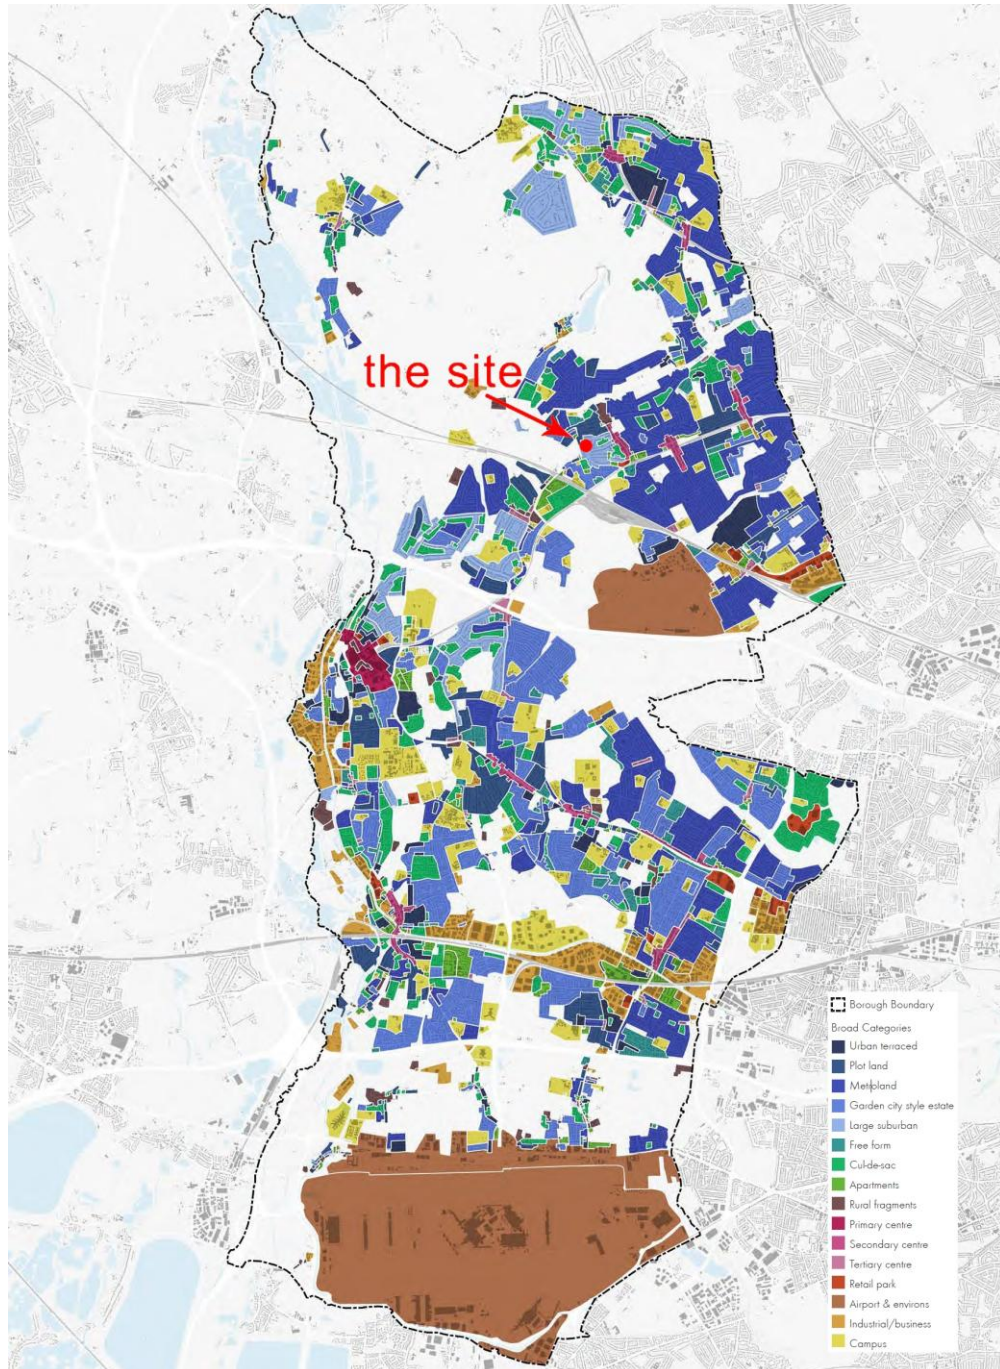 the site
Borough Boundary
Broad Categories
Urban terraced
Plot land
Metroland
Garden city style estate
Large suburban
Free form
Cul-de-sac
Apartments
Rural fragments
Primary centre
Secondary centre
Tertiary centre
Retail park
Airport & environs
Industrial/business
Campus